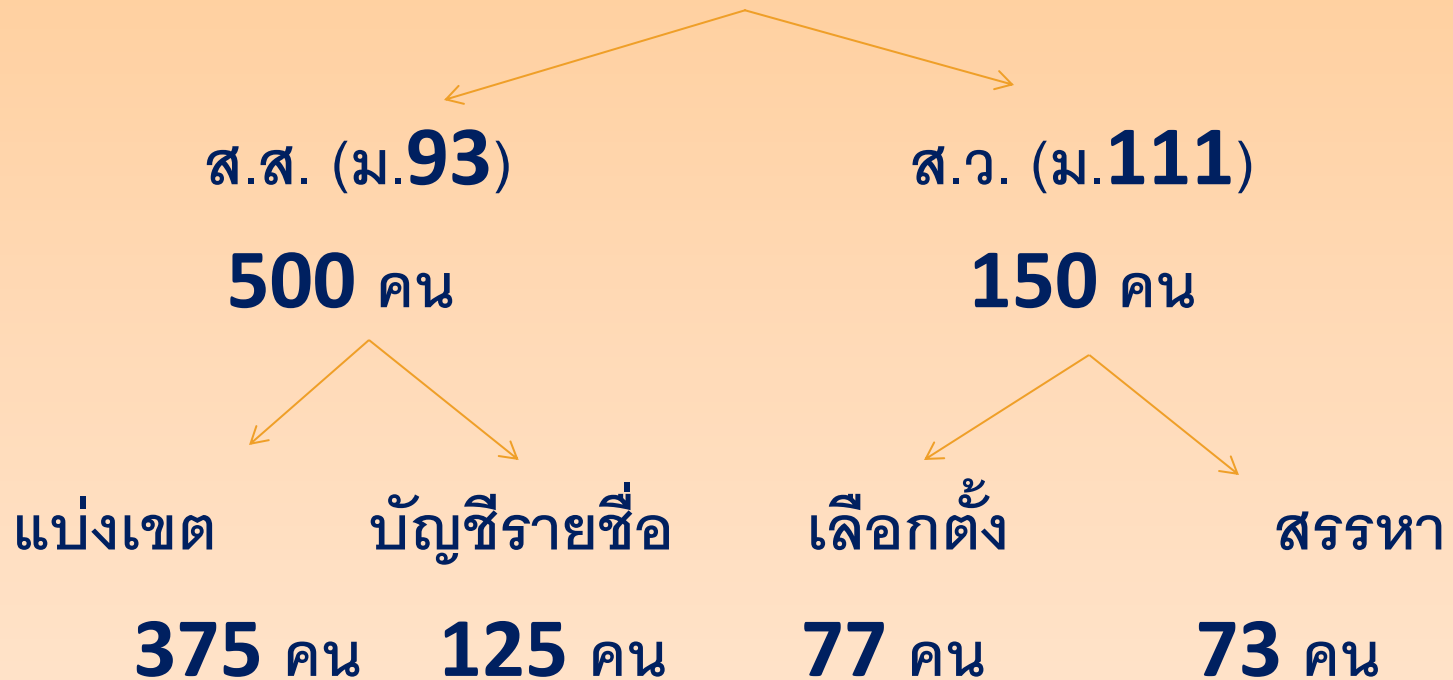 ส.ส. (ม.93) ส.ว. (ม.111)
500 คน 150 คน
แบ่งเขต บัญชีรายชื่อ เลือกตั้ง สรรหา
375 คน 125 คน 77 คน 73 คน